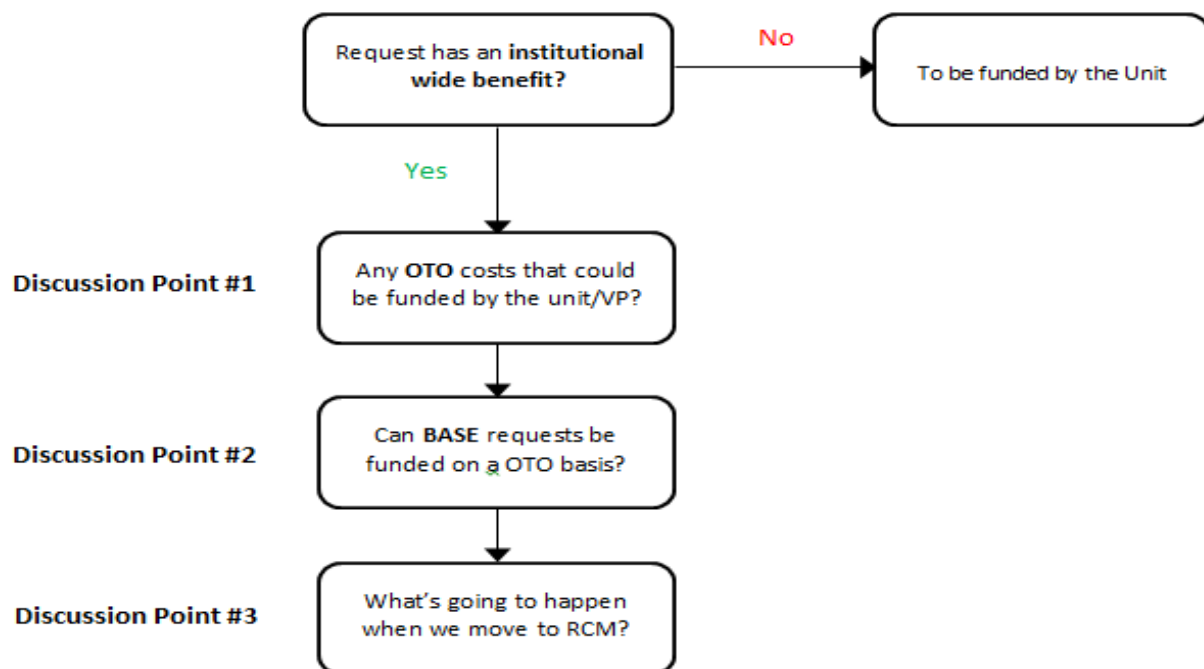 Request has an institutional
wide benefit?
No
To be funded by the Unit
Yes
Discussion Point #1
Any OTO costs that could
be funded by the unit/VP?
Discussion Point #2
Can BASE requests be
funded on a OTO basis?
Discussion Point #3
What's going to happen
when we move to RCM?